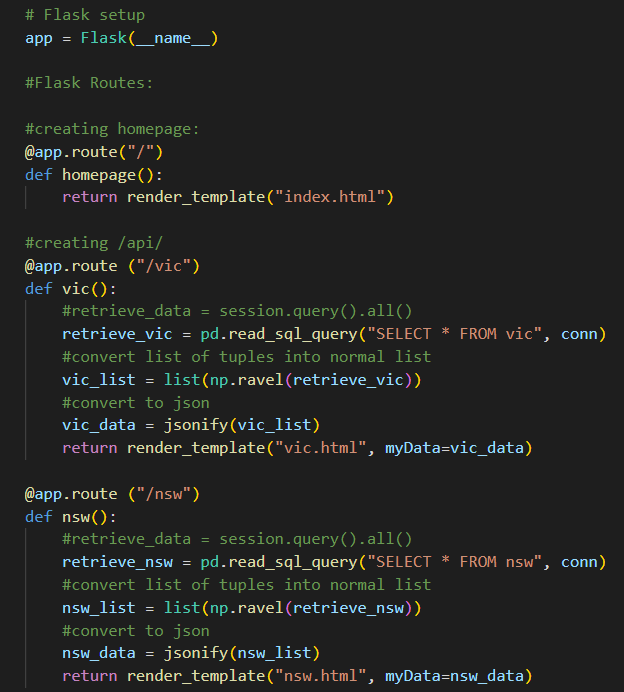 # Flask setup
app = Flask(__name__)
#Flask Routes:
#creating homepage:
@app.route("/")
def homepage():
    return render_template("index.html")
#creating /api/
@app.route ("/vic")
def vic():
    #retrieve_data = session.query().all()
    retrieve_vic = pd.read_sql_query("SELECT * FROM vic", conn)
    #convert list of tuples into normal list
    vic_list = list(np.ravel(retrieve_vic))
    #convert to json
    vic_data = jsonify(vic_list)
    return render_template("vic.html", myData=vic_data)
@app.route ("/nsw")
def nsw():
    #retrieve_data = session.query().all()
    retrieve_nsw = pd.read_sql_query("SELECT * FROM nsw", conn)
    #convert list of tuples into normal list
    nsw_list = list(np.ravel(retrieve_nsw))
    #convert to json
    nsw_data = jsonify(nsw_list)
    return render_template("nsw.html", myData=nsw_data)